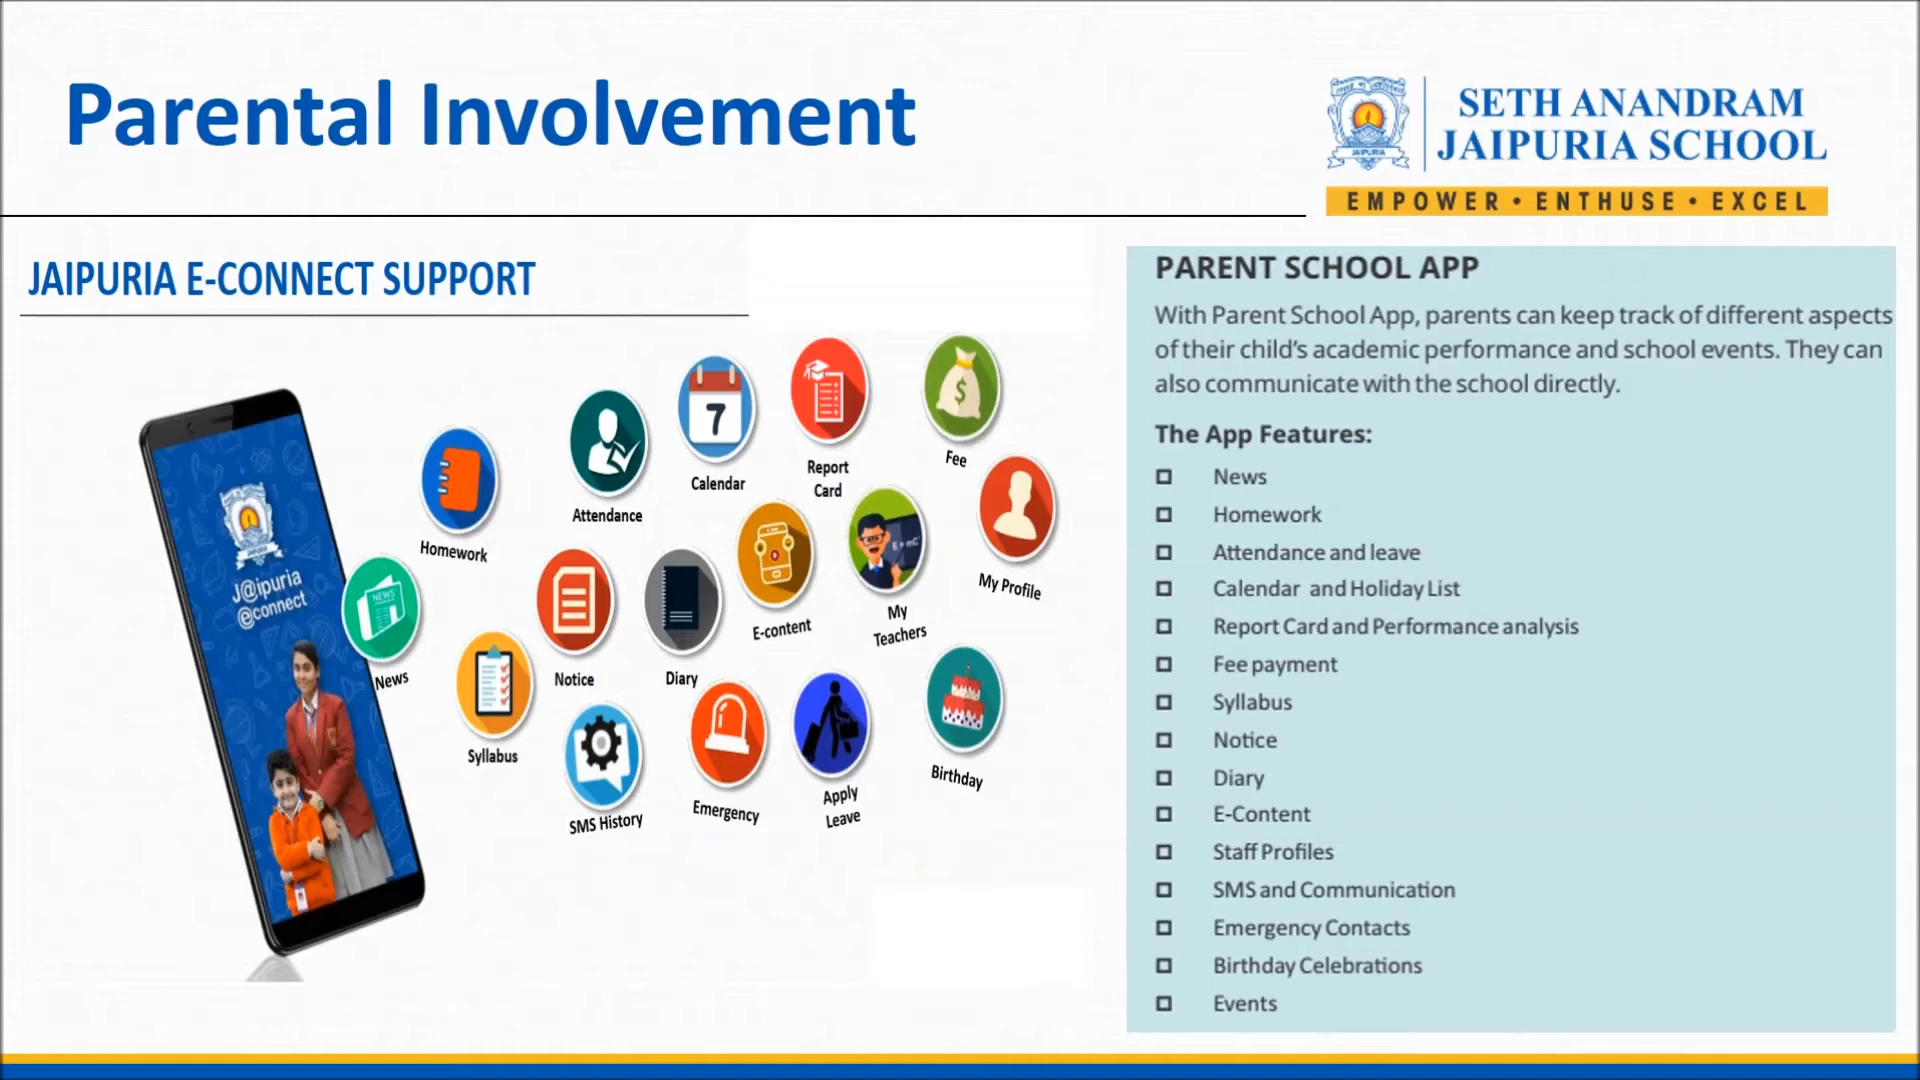 Parental Involvement
SETH ANANDRAM
JAIPURIA SCHOOL
JAIPURIA
EMPOWER • ENTHUSE • EXCEL
JAIPURIA E-CONNECT SUPPORT
J@ipuria
@connect
NEWS
News
Homework
Attendance
7
Calendar
Report
Card
$
Fee
My Profile
Syllabus
Notice
Diary
E-content
My
Teachers
SMS History
Emergency
Apply
Leave
Birthday
PARENT SCHOOL APP
With Parent School App, parents can keep track of different aspects
of their child's academic performance and school events. They can
also communicate with the school directly.
The App Features:
News
Homework
Attendance and leave
Calendar and Holiday List
Report Card and Performance analysis
Fee payment
Syllabus
Notice
Diary
E-Content
Staff Profiles
SMS and Communication
Emergency Contacts
Birthday Celebrations
Events